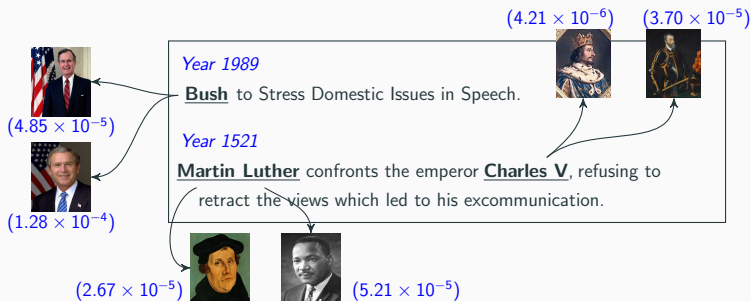 (4.21 × 10⁻⁶)
(3.70 × 10⁻⁵)
Year 1989
Bush to Stress Domestic Issues in Speech.
(4.85 × 10⁻⁵)
Year 1521
Martin Luther confronts the emperor Charles V, refusing to
retract the views which led to his excommunication.
(1.28 × 10⁻⁴)
(2.67 × 10⁻⁵)
(5.21 × 10⁻⁵)